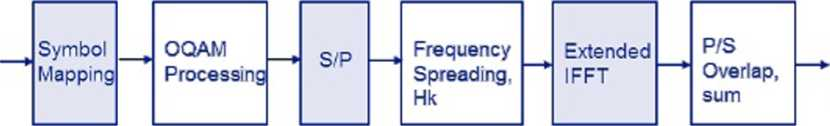 Symbol
Mapping
OQAM
Processing
S/P
Frequency
Spreading,
Hk
Extended
IFFT
P/S
Overlap,
sum